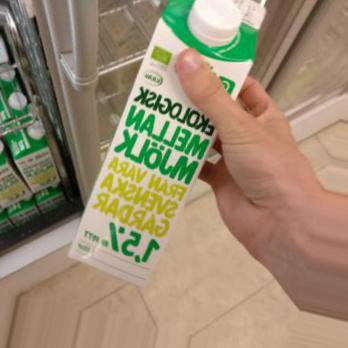 EKOLOGISK
MELLAN
MJÖLK
FRÅN VÅRA
SVENSKA
GÅRDAR
1,5%